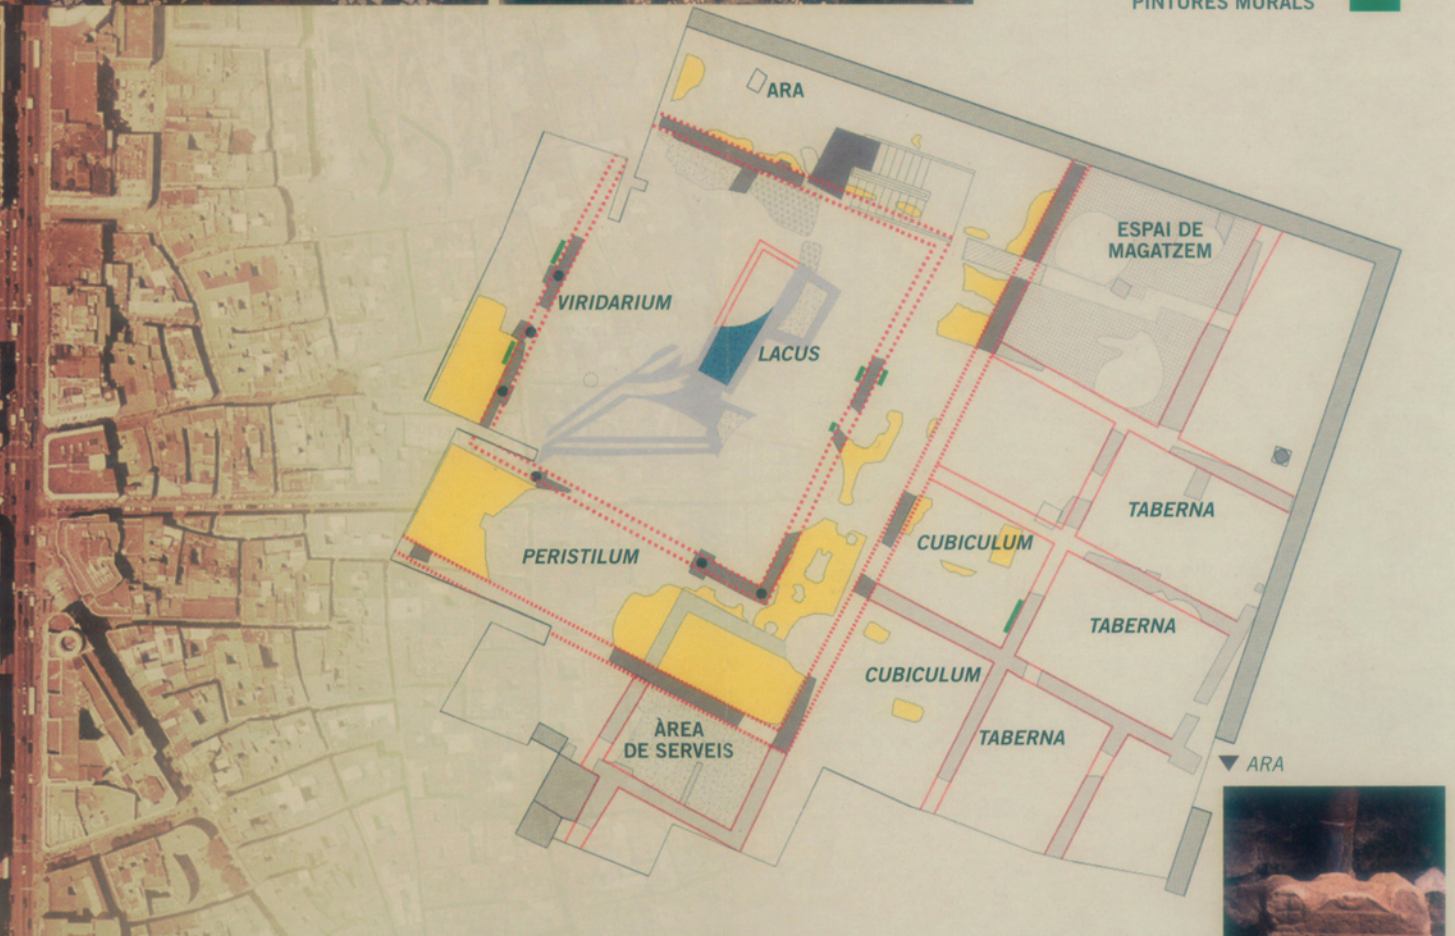 PINTURES MURALS
ARA
ESPAI DE
MAGATZEM
VIRIDARIUM
LACUS
TABERNA
CUBICULUM
PERISTILUM
TABERNA
CUBICULUM
ÀREA
DE SERVEIS
TABERNA
▼ ARA